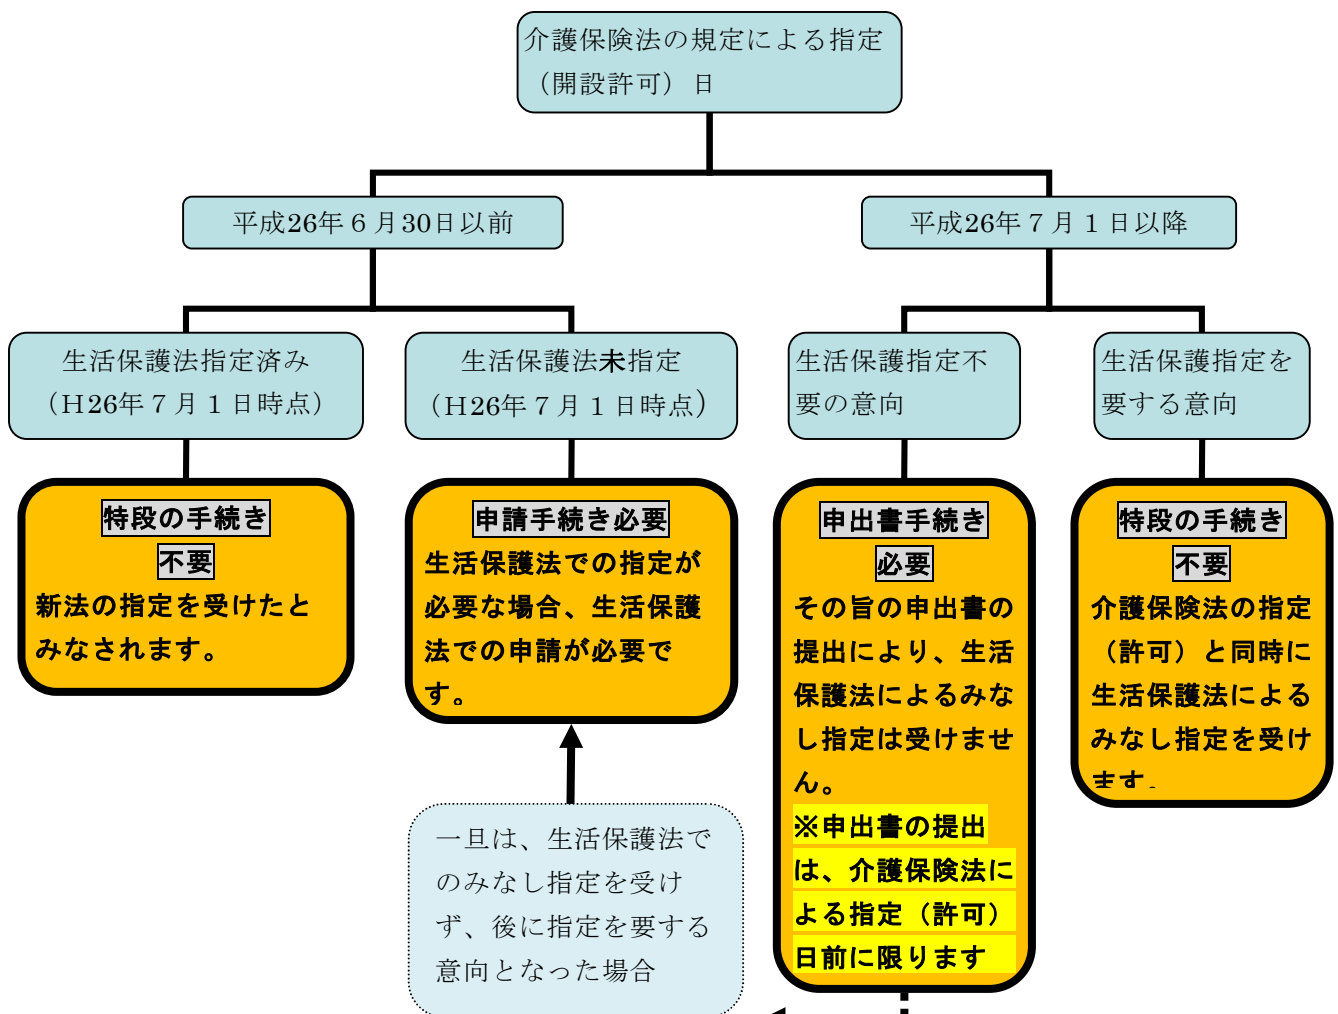 介護保険法の規定による指定
（開設許可）日
平成26年６月30日以前
平成26年７月１日以降
生活保護法指定済み
（Ｈ26年７月１日時点）
生活保護法未指定
（Ｈ26年７月１日時点）
生活保護指定不
要の意向
生活保護指定を
要する意向
特段の手続き
不要
新法の指定を受けたと
みなされます。
申請手続き必要
生活保護法での指定が
必要な場合、生活保護
法での申請が必要で
す。
申出書手続き
必要
その旨の申出書の
提出により、生活
保護法によるみな
し指定は受けませ
ん。
※申出書の提出
は、介護保険法に
よる指定（許可）
日前に限ります
特段の手続き
不要
介護保険法の指定
（許可）と同時に
生活保護法による
みなし指定を受け
ます。
一旦は、生活保護法で
のみなし指定を受け
ず、後に指定を要する
意向となった場合